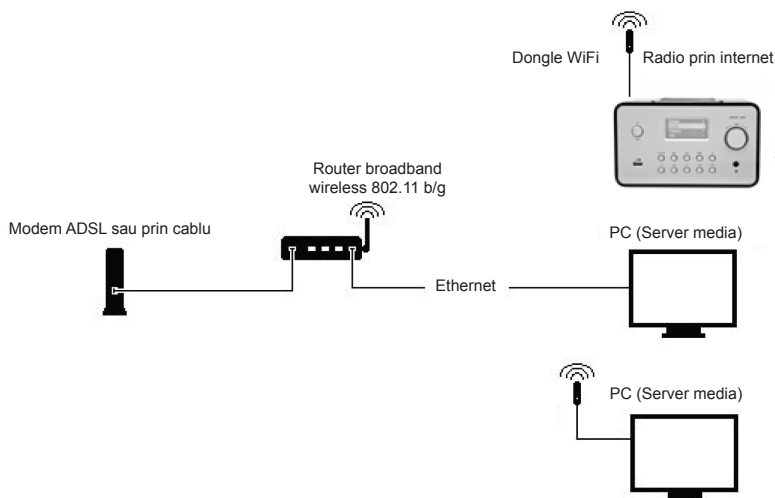 Dongle WiFi
Radio prin internet
Router broadband
wireless 802.11 b/g
Modem ADSL sau prin cablu
PC (Server media)
Ethernet
PC (Server media)